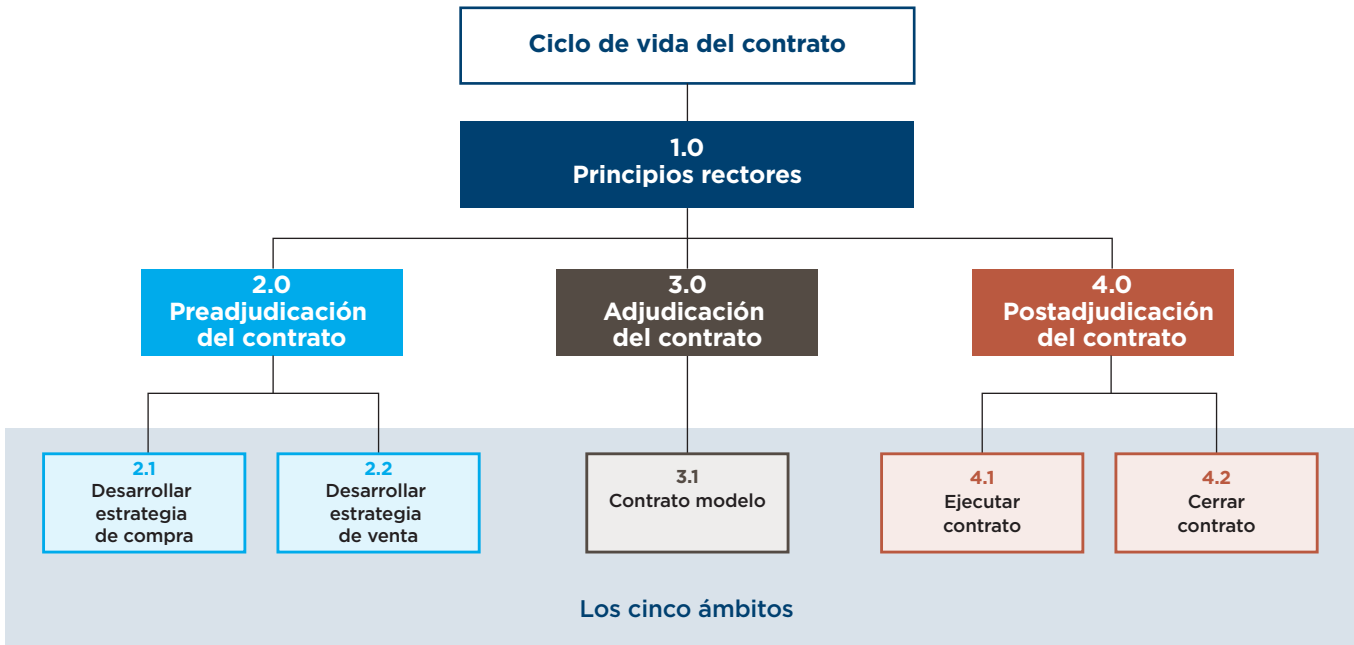 Ciclo de vida del contrato
1.0
Principios rectores
2.0
Preadjudicación
del contrato
3.0
Adjudicación
del contrato
4.0
Postadjudicación
del contrato
2.1
Desarrollar
estrategia
de compra
2.2
Desarrollar
estrategia
de venta
3.1
Contrato modelo
4.1
Ejecutar
contrato
4.2
Cerrar
contrato
Los cinco ámbitos